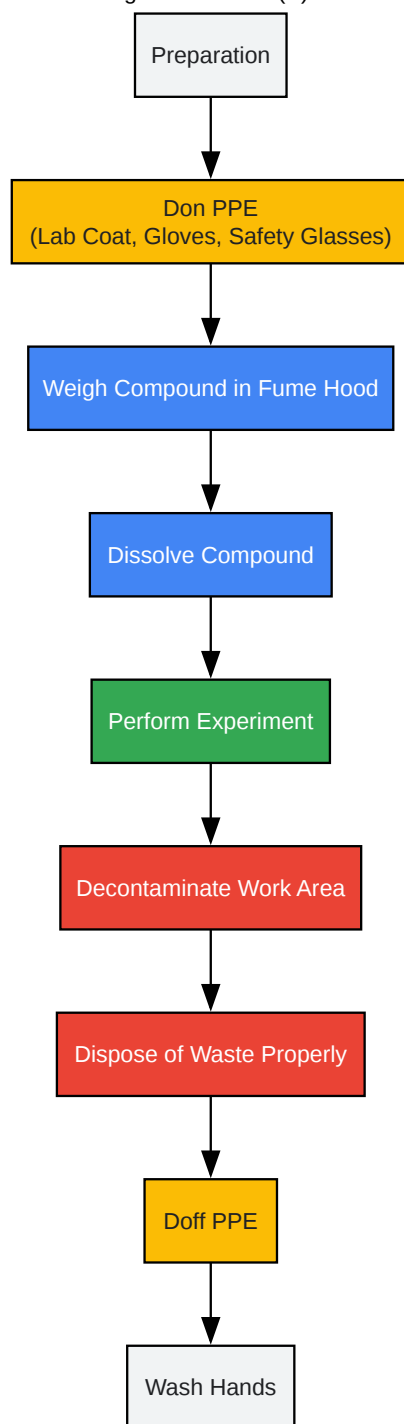 Preparation
Don PPE
(Lab Coat, Gloves, Safety Glasses)
Weigh Compound in Fume Hood
Dissolve Compound
Perform Experiment
Decontaminate Work Area
Dispose of Waste Properly
Doff PPE
Wash Hands